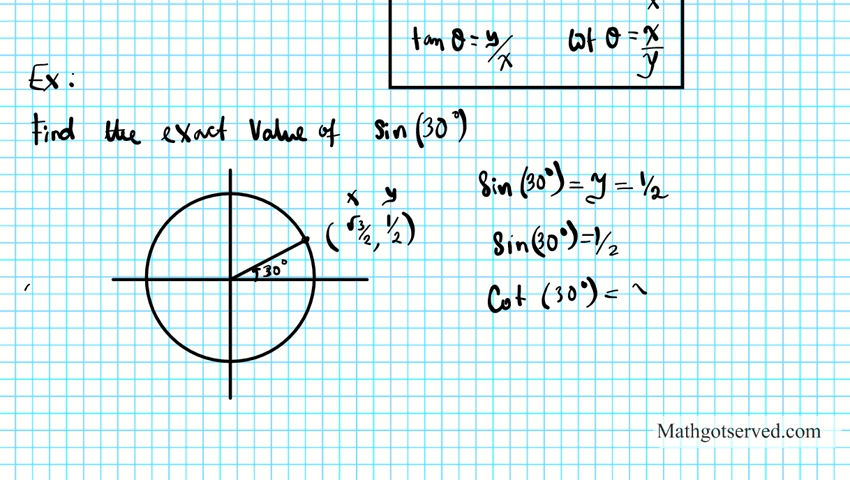 x
tan θ = y/x cot θ = x/y
Ex:
Find the exact value of sin(30°)
x y
(√3/2, 1/2)
30°
sin(30°) = y = 1/2
sin(30°) = 1/2
Cot (30°) =
Mathgotserved.com